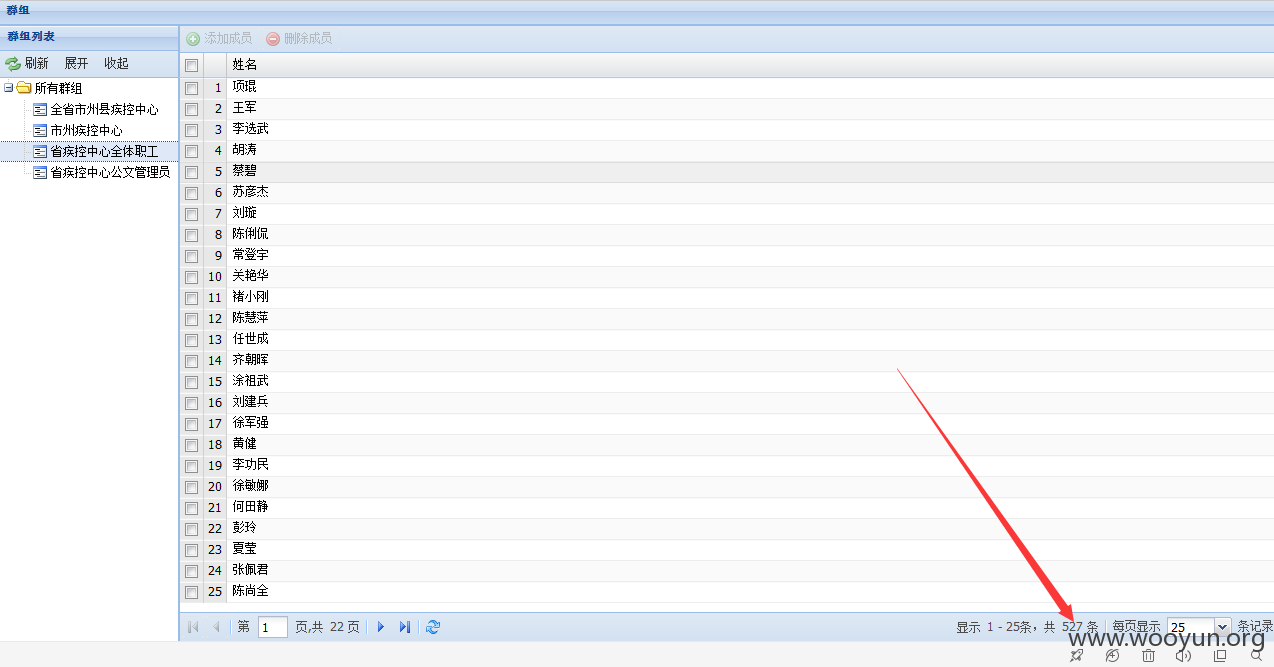 群组
群组列表
添加成员 删除成员
刷新 展开 收起
姓名
所有群组
全省市州县疾控中心
市州疾控中心
省疾控中心全体职工
省疾控中心公文管理员
1 项琨
2 王军
3 李选武
4 胡涛
5 蔡碧
6 苏彦杰
7 刘璇
8 陈俐侃
9 常登宇
10 关艳华
11 褚小刚
12 陈慧萍
13 任世成
14 齐朝晖
15 涂祖武
16 刘建兵
17 徐军强
18 黄健
19 李功民
20 徐敏娜
21 何田静
22 彭玲
23 夏莹
24 张佩君
25 陈尚全
第 1 页,共 22 页 显示 1 - 25条，共 527 条 每页显示 25 条记录
www.wooyun.org